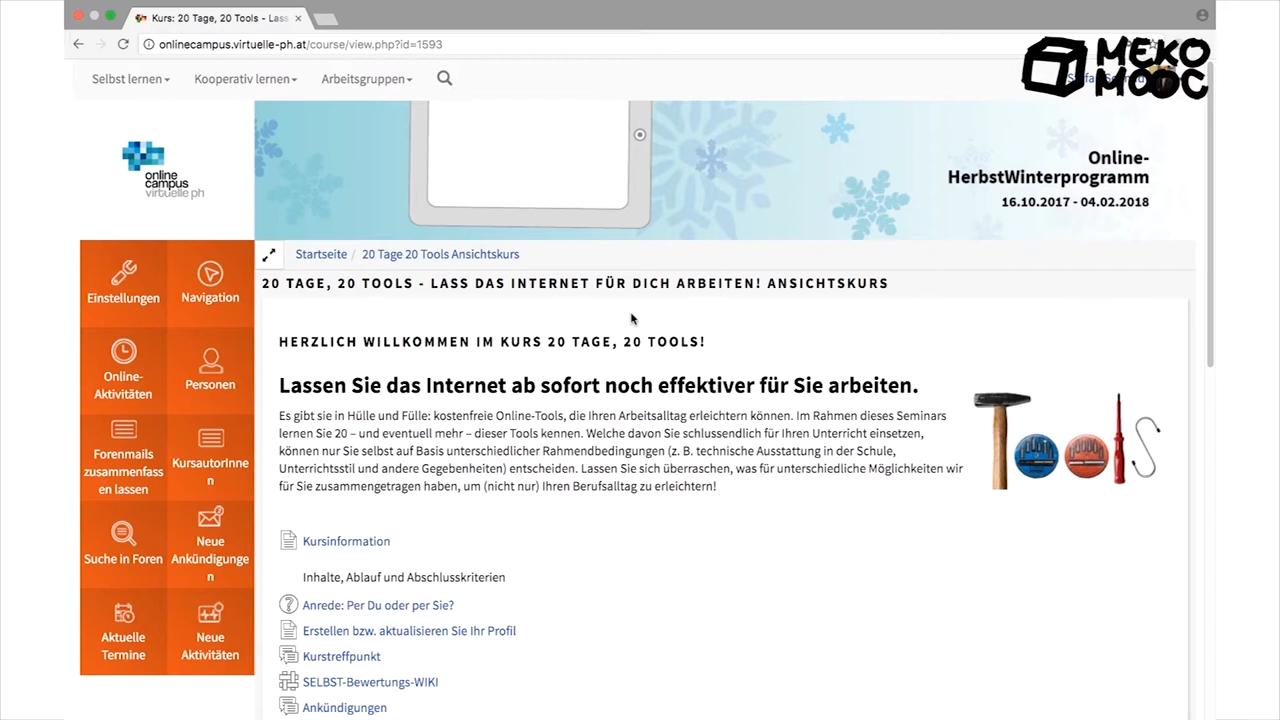 Kurs: 20 Tage, 20 Tools - Lass
onlinecampus.virtuelle-ph.at/course/view.php?id=1593
MEKO
MOOC
Selbst lernen
Kooperativ lernen
Arbeitsgruppen
online
campus
virtuelle ph
Online-
HerbstWinterprogramm
16.10.2017 - 04.02.2018
Einstellungen
Navigation
Online-
Aktivitäten
Personen
Forenmails
zusammenfass
en lassen
KursautorInne
n
Suche in Foren
Neue
Ankündigunge
n
Aktuelle
Termine
Neue
Aktivitäten
Startseite / 20 Tage 20 Tools Ansichtskurs
20 TAGE, 20 TOOLS - LASS DAS INTERNET FÜR DICH ARBEITEN! ANSICHTSKURS
HERZLICH WILLKOMMEN IM KURS 20 TAGE, 20 TOOLS!
Lassen Sie das Internet ab sofort noch effektiver für Sie arbeiten.
Es gibt sie in Hülle und Fülle: kostenfreie Online-Tools, die Ihren Arbeitsalltag erleichtern können. Im Rahmen dieses Seminars
lernen Sie 20 – und eventuell mehr – dieser Tools kennen. Welche davon Sie schlussendlich für Ihren Unterricht einsetzen,
können nur Sie selbst auf Basis unterschiedlicher Rahmendbedingungen (z. B. technische Ausstattung in der Schule,
Unterrichtsstil und andere Gegebenheiten) entscheiden. Lassen Sie sich überraschen, was für unterschiedliche Möglichkeiten wir
für Sie zusammengetragen haben, um (nicht nur) Ihren Berufsalltag zu erleichtern!
Kursinformation
Inhalte, Ablauf und Abschlusskriterien
Anrede: Per Du oder per Sie?
Erstellen bzw. aktualisieren Sie Ihr Profil
Kurstreffpunkt
SELBST-Bewertungs-WIKI
Ankündigungen